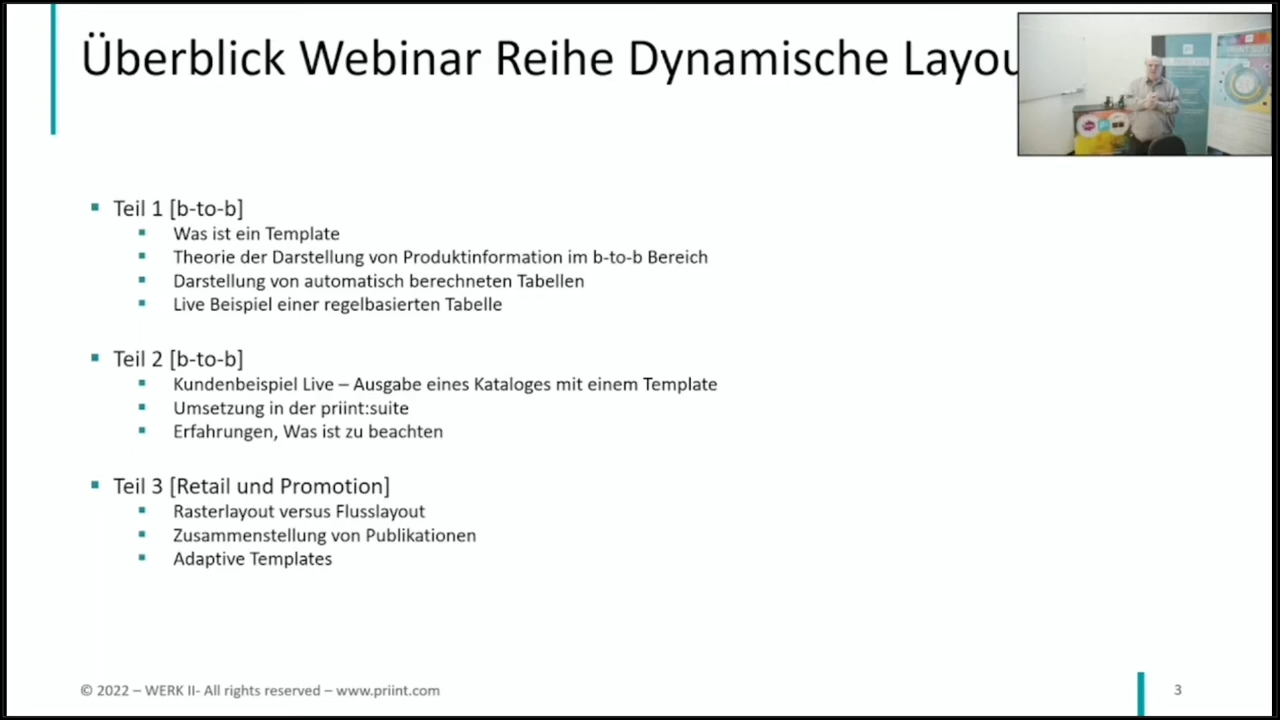 Überblick Webinar Reihe Dynamische Layou
Teil 1 [b-to-b]
Was ist ein Template
Theorie der Darstellung von Produktinformation im b-to-b Bereich
Darstellung von automatisch berechneten Tabellen
Live Beispiel einer regelbasierten Tabelle
Teil 2 [b-to-b]
Kundenbeispiel Live – Ausgabe eines Kataloges mit einem Template
Umsetzung in der priint:suite
Erfahrungen, Was ist zu beachten
Teil 3 [Retail und Promotion]
Rasterlayout versus Flusslayout
Zusammenstellung von Publikationen
Adaptive Templates
© 2022 – WERK II- All rights reserved – www.priint.com
3